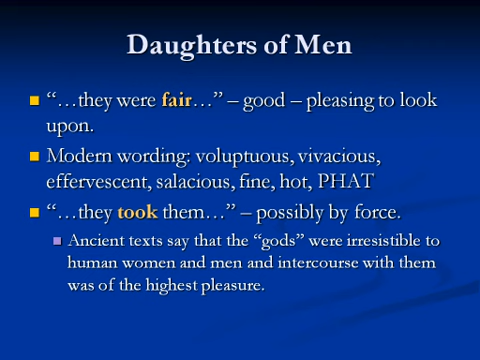 Daughters of Men
“…they were fair…” – good – pleasing to look
upon.
Modern wording: voluptuous, vivacious,
effervescent, salacious, fine, hot, PHAT
“…they took them…” – possibly by force.
Ancient texts say that the “gods” were irresistible to
human women and men and intercourse with them
was of the highest pleasure.